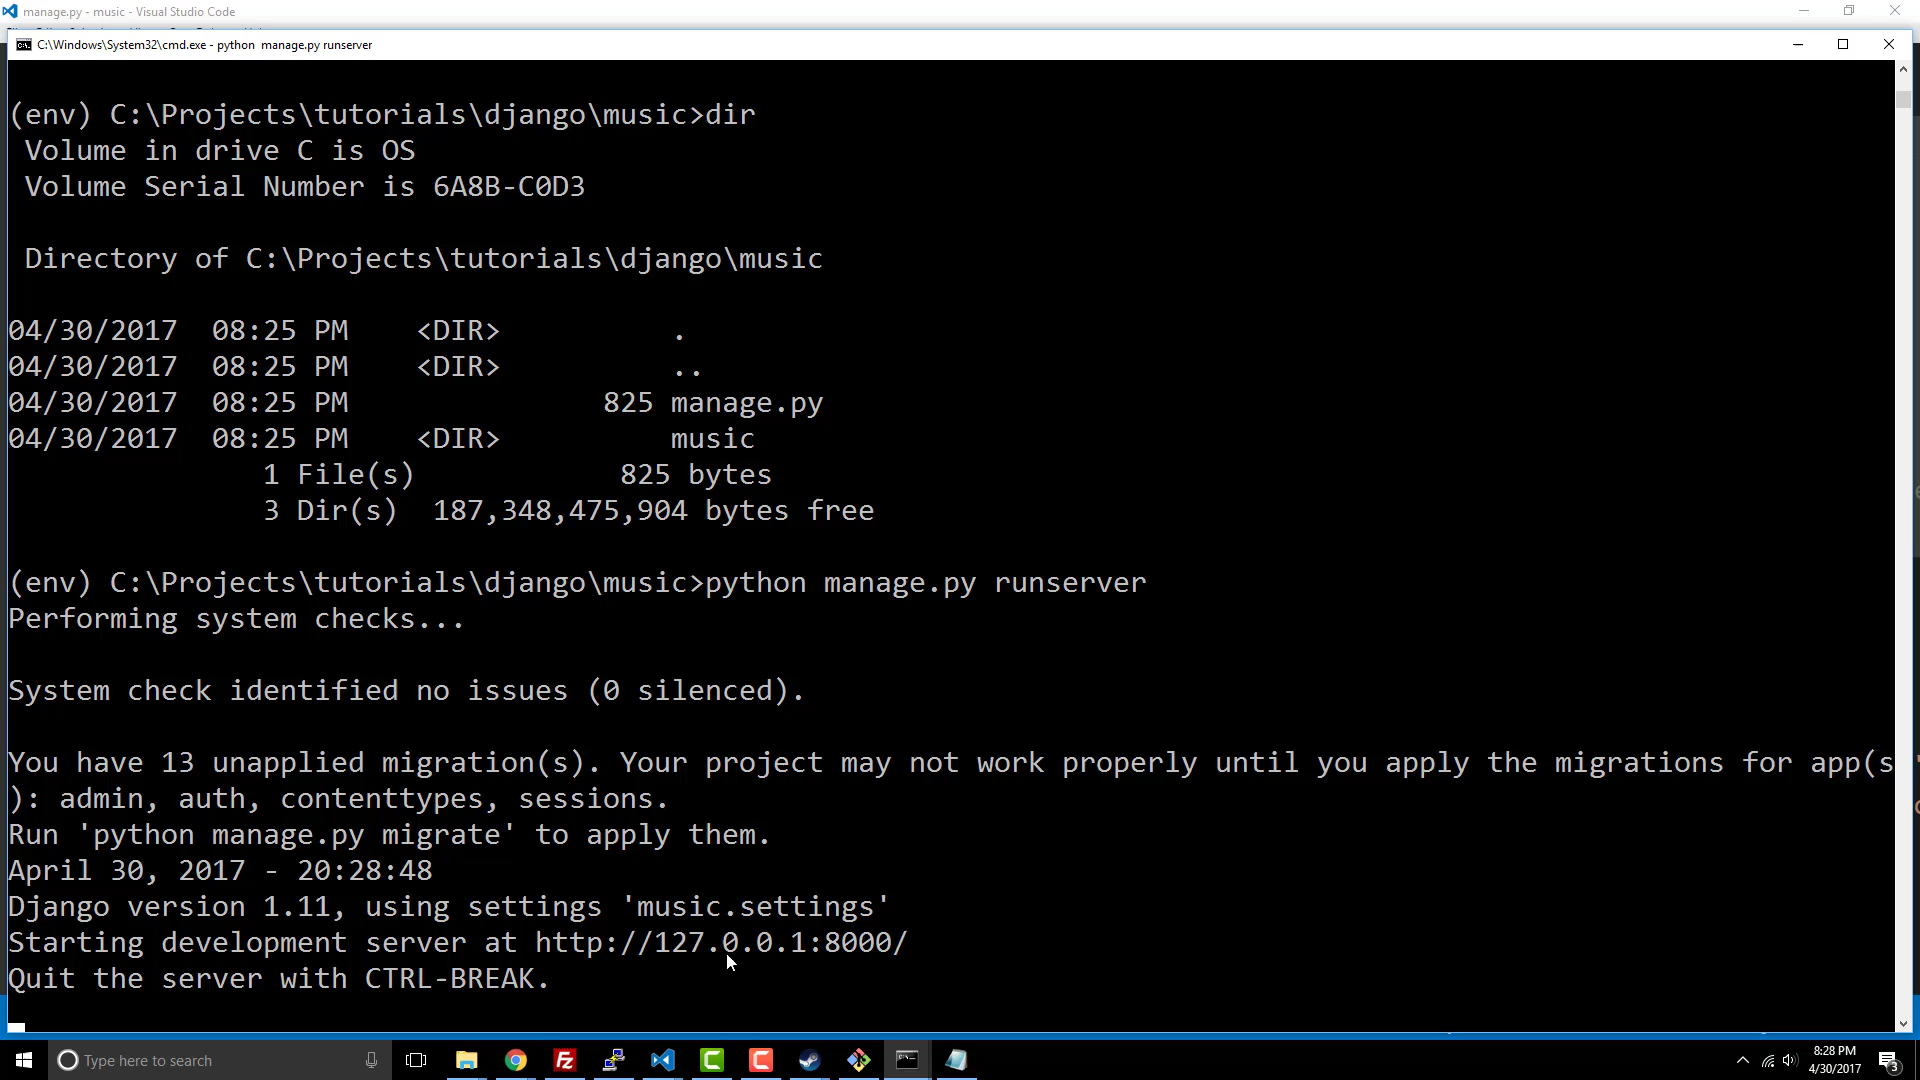 manage.py - music - Visual Studio Code
C:\Windows\System32\cmd.exe - python  manage.py runserver
(env) C:\Projects\tutorials\django\music>dir
Volume in drive C is OS
Volume Serial Number is 6A8B-C0D3
Directory of C:\Projects\tutorials\django\music
04/30/2017  08:25 PM    <DIR>          .
04/30/2017  08:25 PM    <DIR>          ..
04/30/2017  08:25 PM               825 manage.py
04/30/2017  08:25 PM    <DIR>          music
1 File(s)            825 bytes
3 Dir(s)  187,348,475,904 bytes free
(env) C:\Projects\tutorials\django\music>python manage.py runserver
Performing system checks...
System check identified no issues (0 silenced).
You have 13 unapplied migration(s). Your project may not work properly until you apply the migrations for app(s
): admin, auth, contenttypes, sessions.
Run 'python manage.py migrate' to apply them.
April 30, 2017 - 20:28:48
Django version 1.11, using settings 'music.settings'
Starting development server at http://127.0.0.1:8000/
Quit the server with CTRL-BREAK.
Type here to search
8:28 PM
4/30/2017
3